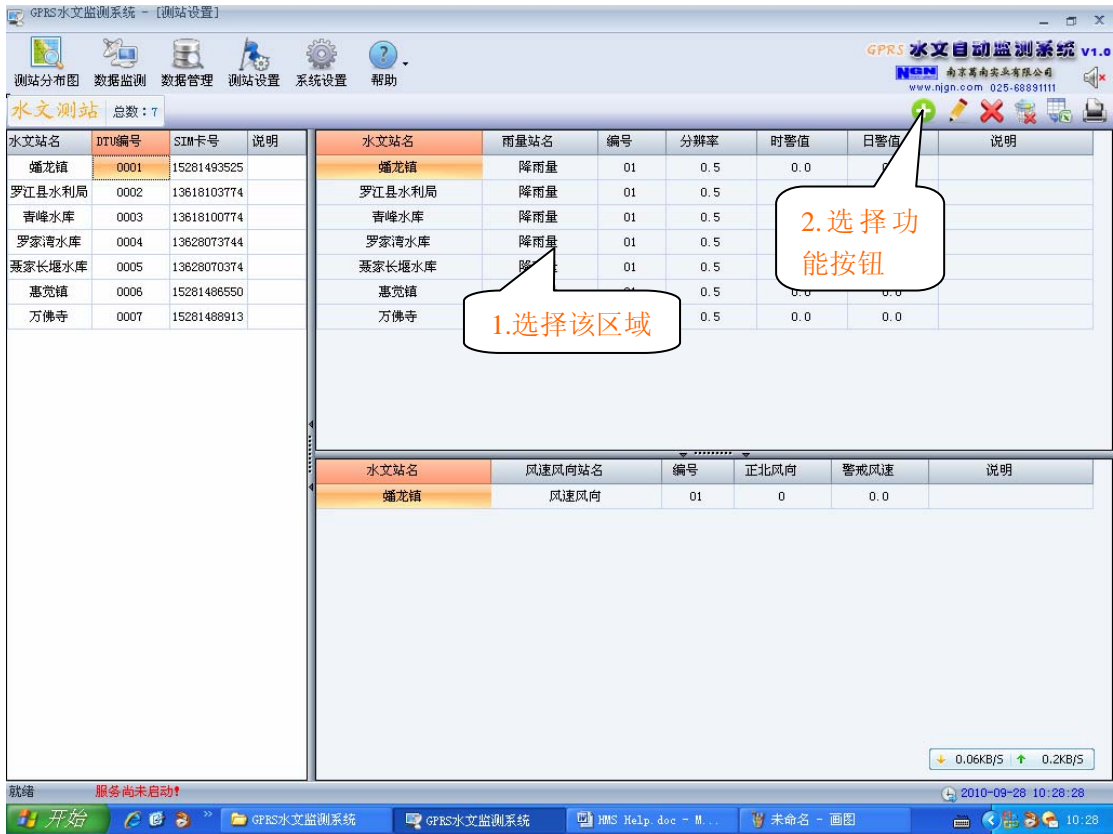 GPRS水文监测系统 - [测站设置]
测站分布图 数据监测 数据管理 测站设置 系统设置 帮助
GPRS 水文自动监测系统 V1.0
NGN 南京葛南实业有限公司
www.njgn.com 025-68891111
水文测站 总数:7
水文站名 DTU编号 SIM卡号 说明
蟠龙镇 0001 15281493525
罗江县水利局 0002 13618103774
青峰水库 0003 13618100774
罗家湾水库 0004 13628073744
聂家长堰水库 0005 13628070374
惠觉镇 0006 15281486550
万佛寺 0007 15281488913
水文站名 雨量站名 编号 分辨率 时警值 日警值 说明
蟠龙镇 降雨量 01 0.5 0.0
罗江县水利局 降雨量 01 0.5
青峰水库 降雨量 01 0.5
罗家湾水库 降雨量 01 0.5
聂家长堰水库 01 0.5
惠觉镇 0.5 0.0 0.0
万佛寺 0.5 0.0 0.0
2.选择功
能按钮
1.选择该区域
水文站名 风速风向站名 编号 正北风向 警戒风速 说明
蟠龙镇 风速风向 01 0 0.0
0.06KB/S 0.2KB/S
就绪 服务尚未启动! 2010-09-28 10:28:28
开始 GPRS水文监测系统 GPRS水文监测系统 HMS Help.doc - M... 未命名 - 画图 10:28